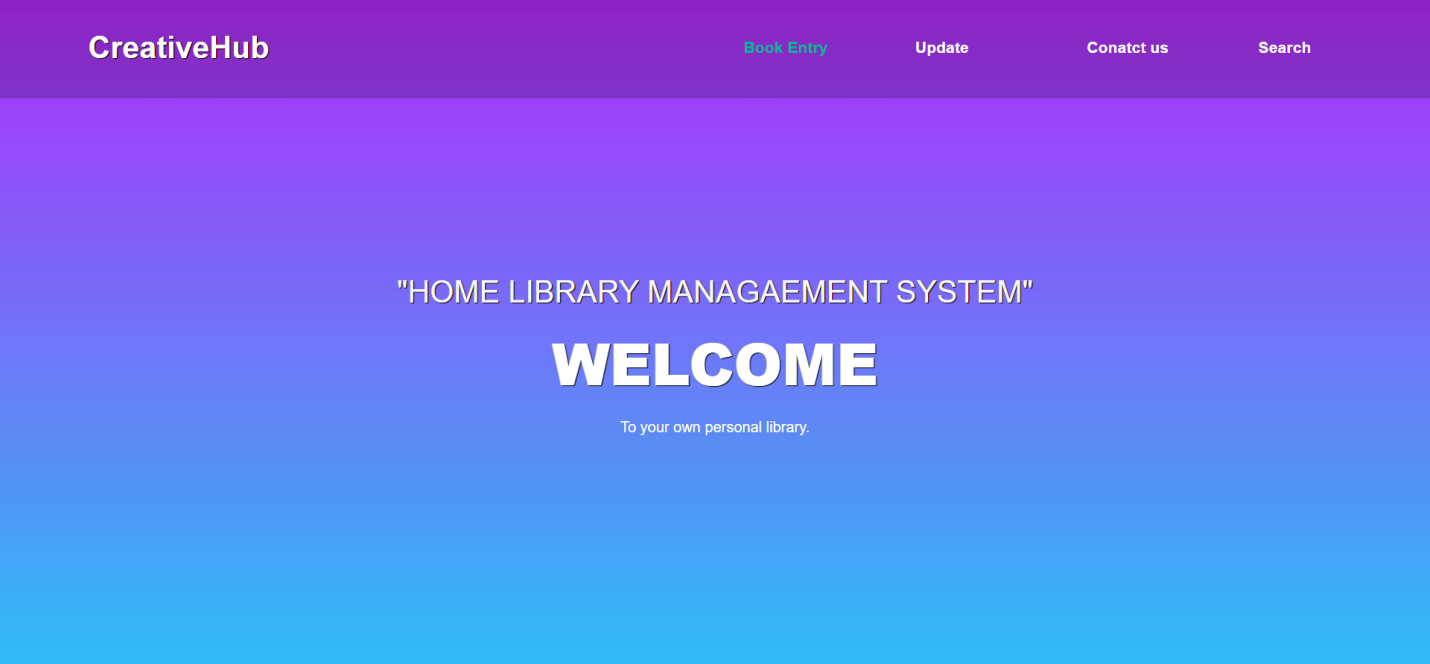 CreativeHub
Book Entry Update Conatct us Search
"HOME LIBRARY MANAGAEMENT SYSTEM"
WELCOME
To your own personal library.